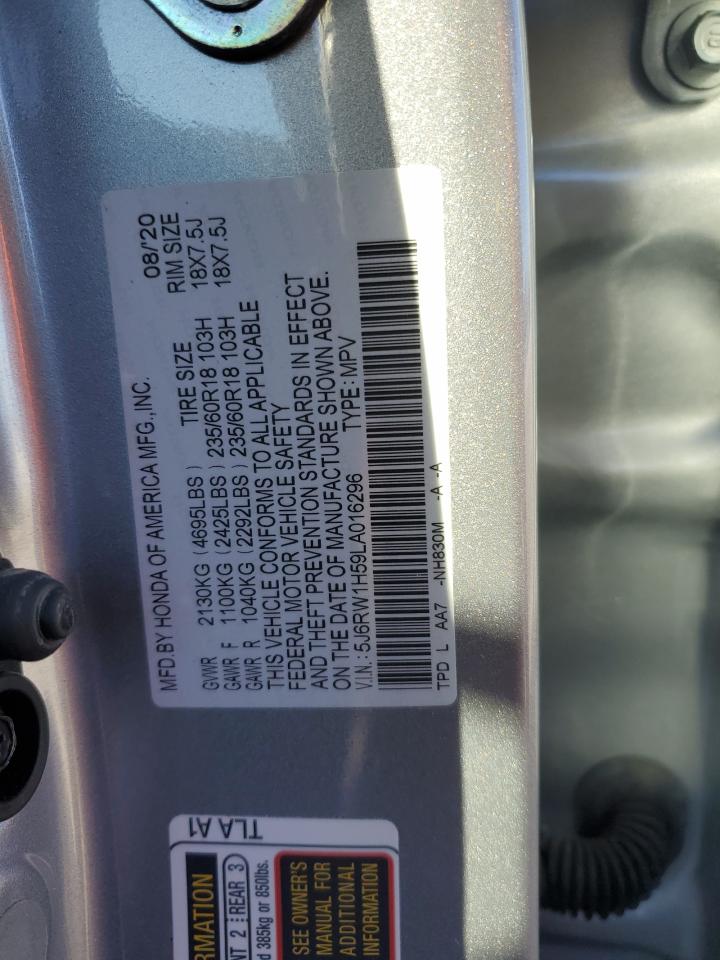 MFD.BY HONDA OF AMERICA MFG.,INC. 08/'20
GVWR 2130KG (4695LBS) TIRE SIZE RIM SIZE
GAWR F 1100KG (2425LBS) 235/60R18 103H 18X7.5J
GAWR R 1040KG (2292LBS) 235/60R18 103H 18X7.5J
THIS VEHICLE CONFORMS TO ALL APPLICABLE
FEDERAL MOTOR VEHICLE SAFETY
AND THEFT PREVENTION STANDARDS IN EFFECT
ON THE DATE OF MANUFACTURE SHOWN ABOVE.
V.I.N.: 5J6RW1H59LA016296 TYPE: MPV
TPD L AA7 -NH830M -A -A
TLA A1
RMATION
NT 2 REAR 3
d 385kg or 850lbs.
SEE OWNER'S
MANUAL FOR
ADDITIONAL
INFORMATION